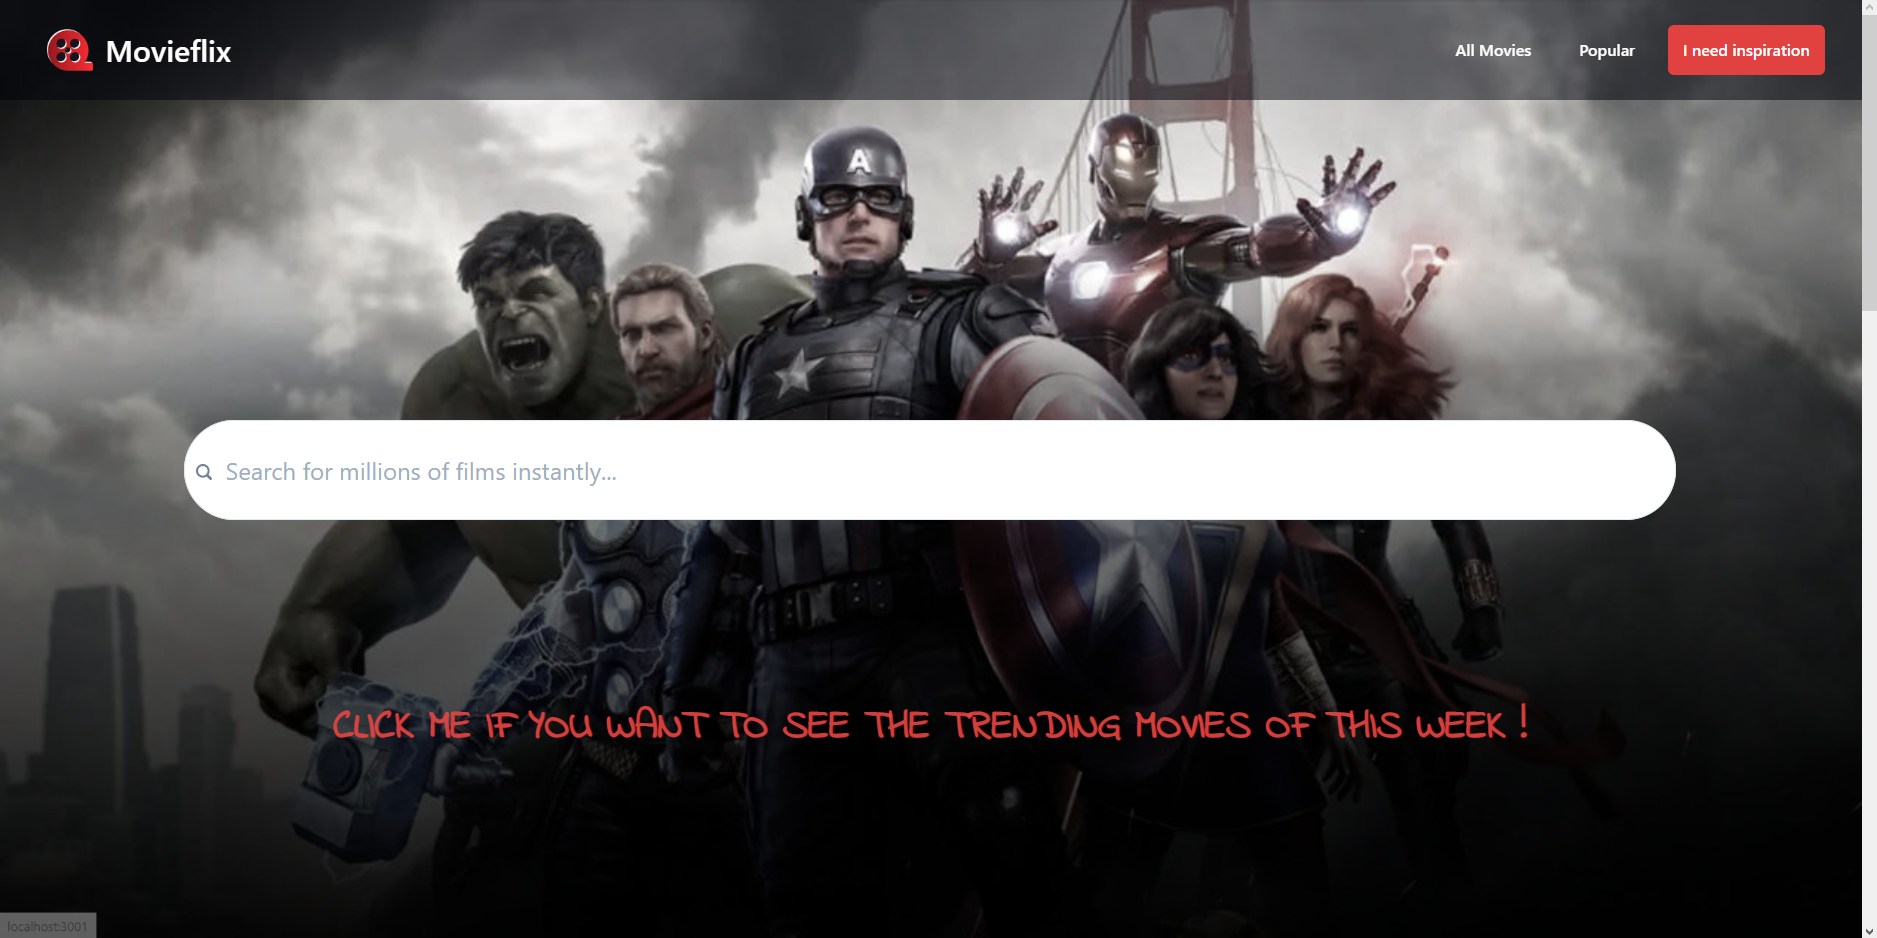 Movieflix
All Movies
Popular
I need inspiration
A
Search for millions of films instantly...
CLICK ME IF YOU WANT TO SEE THE TRENDING MOVIES OF THIS WEEK !
localhost:3001